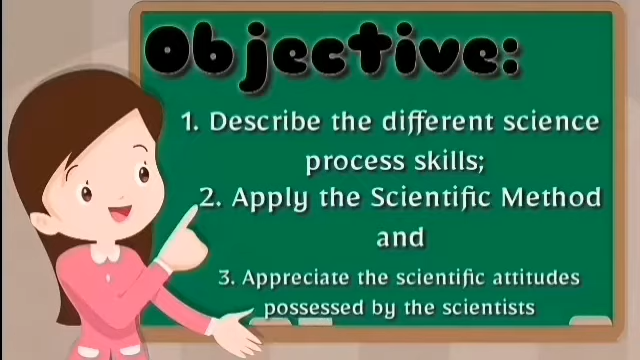 Objective:
1. Describe the different science
process skills;
2. Apply the Scientific Method
and
3. Appreciate the scientific attitudes
possessed by the scientists